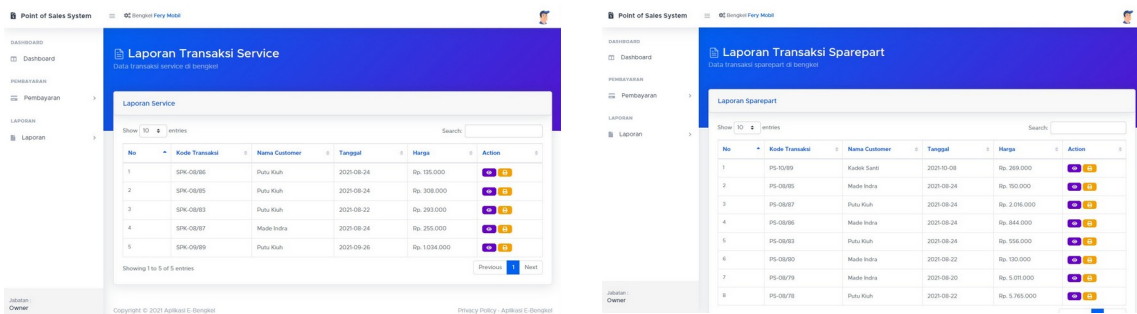 Point of Sales System
Bengkel Fery Mobil
DASHBOARD
Dashboard
PEMBAYARAN
Pembayaran
LAPORAN
Laporan
Jabatan :
Owner
Laporan Transaksi Service
Data transaksi service di bengkel
Laporan Service
Show 10 entries Search:
No Kode Transaksi Nama Customer Tanggal Harga Action
1 SPK-08/86 Putu Kiuh 2021-08-24 Rp. 135.000
2 SPK-08/85 Putu Kiuh 2021-08-24 Rp. 308.000
3 SPK-08/83 Putu Kiuh 2021-08-22 Rp. 293.000
4 SPK-08/87 Made Indra 2021-08-24 Rp. 255.000
5 SPK-09/89 Putu Kiuh 2021-09-26 Rp. 1.034.000
Showing 1 to 5 of 5 entries Previous 1 Next
Copyright © 2021 Aplikasi E-Bengkel Privacy Policy · Aplikasi E-Bengkel
Point of Sales System
Bengkel Fery Mobil
DASHBOARD
Dashboard
PEMBAYARAN
Pembayaran
LAPORAN
Laporan
Jabatan :
Owner
Laporan Transaksi Sparepart
Data transaksi sparepart di bengkel
Laporan Sparepart
Show 10 entries Search:
No Kode Transaksi Nama Customer Tanggal Harga Action
1 PS-10/89 Kadek Santi 2021-10-08 Rp. 269.000
2 PS-08/85 Made Indra 2021-08-24 Rp. 150.000
3 PS-08/87 Putu Kiuh 2021-08-24 Rp. 2.016.000
4 PS-08/86 Made Indra 2021-08-24 Rp. 844.000
5 PS-08/83 Putu Kiuh 2021-08-24 Rp. 556.000
6 PS-08/80 Made Indra 2021-08-22 Rp. 130.000
7 PS-08/79 Made Indra 2021-08-20 Rp. 5.011.000
8 PS-08/78 Putu Kiuh 2021-08-22 Rp. 5.765.000